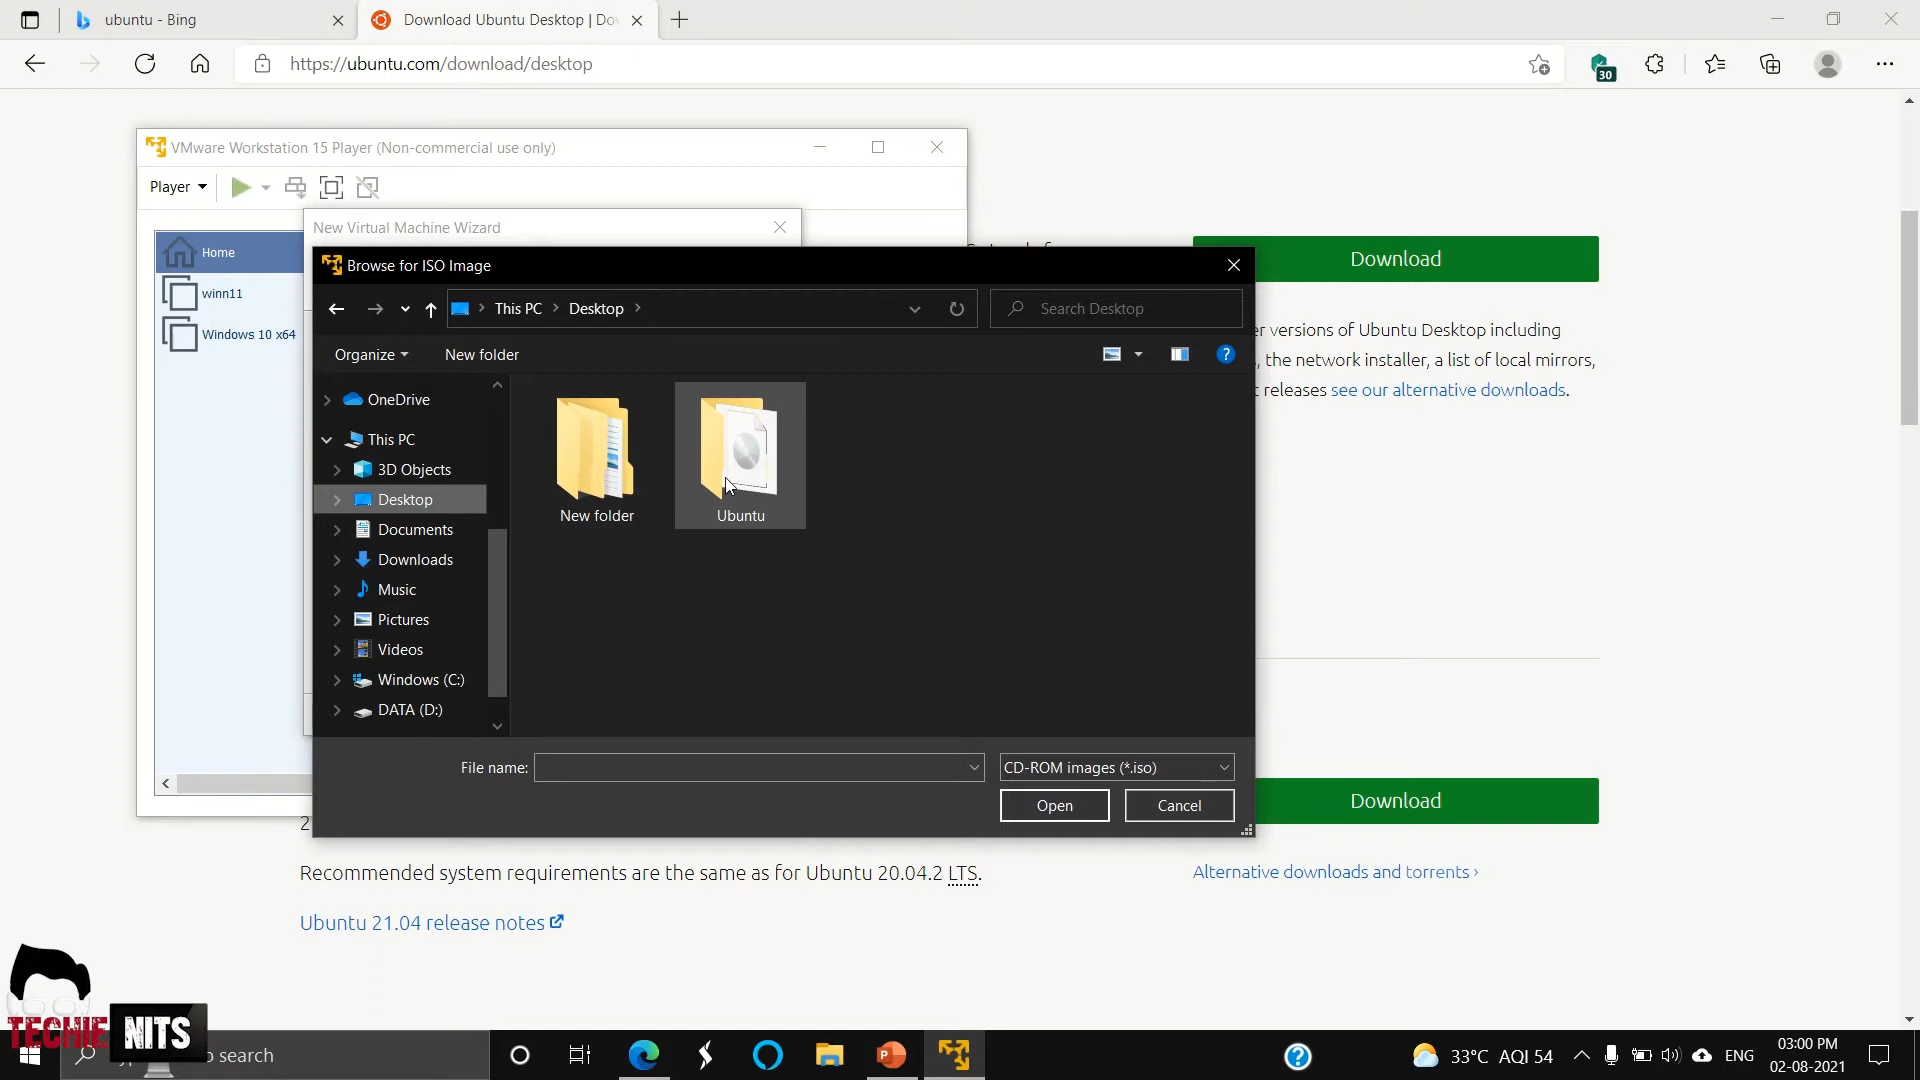 ubuntu - Bing
Download Ubuntu Desktop | Do
https://ubuntu.com/download/desktop
30
VMware Workstation 15 Player (Non-commercial use only)
Player
New Virtual Machine Wizard
Home
winn11
Windows 10 x64
Browse for ISO Image
This PC
Desktop
Search Desktop
Organize
New folder
?
OneDrive
This PC
3D Objects
Desktop
Documents
Downloads
Music
Pictures
Videos
Windows (C:)
DATA (D:)
New folder
Ubuntu
File name:
CD-ROM images (*.iso)
Open
Cancel
Download
er versions of Ubuntu Desktop including
, the network installer, a list of local mirrors,
t releases see our alternative downloads.
Download
2
Recommended system requirements are the same as for Ubuntu 20.04.2 LTS.
Alternative downloads and torrents ›
Ubuntu 21.04 release notes
TECHIE NITS
o search
?
33°C AQI 54
ENG
03:00 PM
02-08-2021